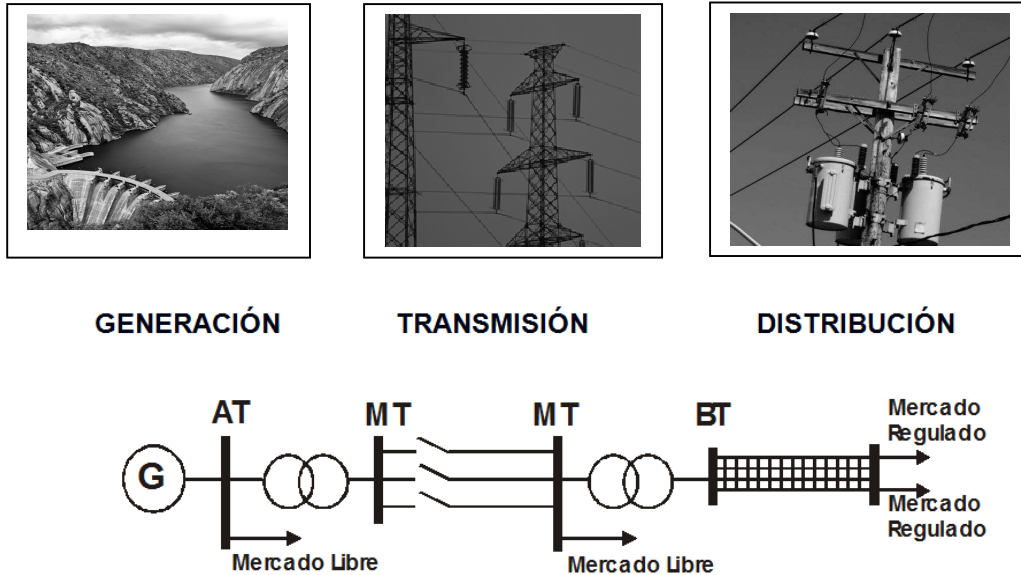 GENERACIÓN
TRANSMISIÓN
DISTRIBUCIÓN
AT
MT
MT
BT
Mercado
Regulado
G
Mercado
Regulado
Mercado Libre
Mercado Libre